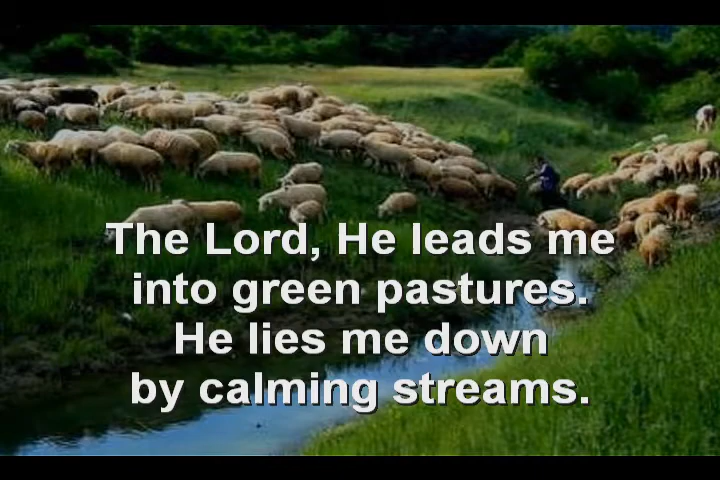 The Lord, He leads me
into green pastures.
He lies me down
by calming streams.